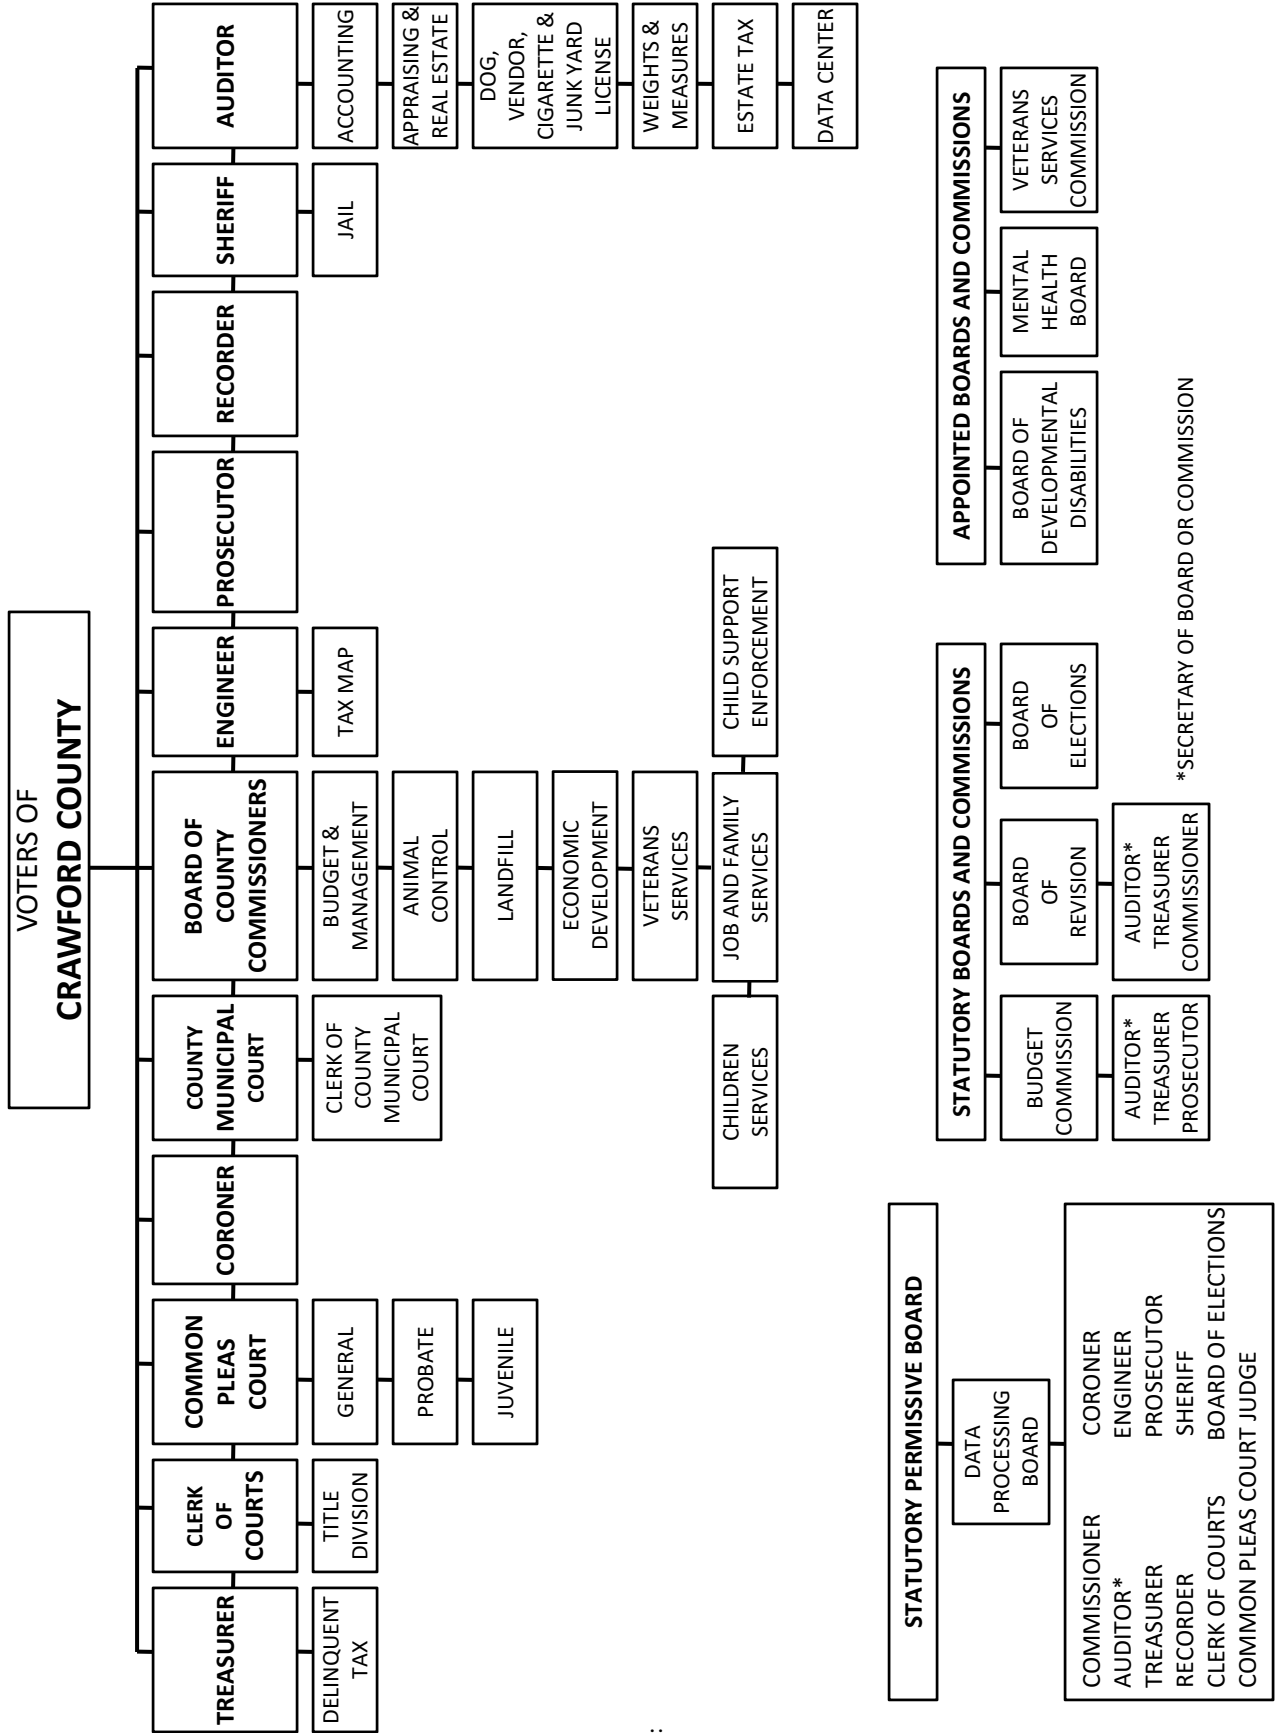 VOTERS OF
CRAWFORD COUNTY
TREASURER
CLERK
OF
COURTS
COMMON
PLEAS
COURT
CORONER
COUNTY
MUNICIPAL
COURT
BOARD OF
COUNTY
COMMISSIONERS
ENGINEER
PROSECUTOR
RECORDER
SHERIFF
AUDITOR
DELINQUENT
TAX
TITLE
DIVISION
GENERAL
PROBATE
JUVENILE
CLERK OF
COUNTY
MUNICIPAL
COURT
BUDGET &
MANAGEMENT
ANIMAL
CONTROL
LANDFILL
ECONOMIC
DEVELOPMENT
VETERANS
SERVICES
CHILDREN
SERVICES
JOB AND FAMILY
SERVICES
CHILD SUPPORT
ENFORCEMENT
TAX MAP
JAIL
ACCOUNTING
APPRAISING &
REAL ESTATE
DOG,
VENDOR,
CIGARETTE &
JUNK YARD
LICENSE
WEIGHTS &
MEASURES
ESTATE TAX
DATA CENTER
STATUTORY PERMISSIVE BOARD
DATA
PROCESSING
BOARD
COMMISSIONER CORONER
AUDITOR* ENGINEER
TREASURER PROSECUTOR
RECORDER SHERIFF
CLERK OF COURTS BOARD OF ELECTIONS
COMMON PLEAS COURT JUDGE
STATUTORY BOARDS AND COMMISSIONS
BUDGET
COMMISSION
AUDITOR*
TREASURER
PROSECUTOR
BOARD
OF
REVISION
AUDITOR*
TREASURER
COMMISSIONER
BOARD
OF
ELECTIONS
APPOINTED BOARDS AND COMMISSIONS
BOARD OF
DEVELOPMENTAL
DISABILITIES
MENTAL
HEALTH
BOARD
VETERANS
SERVICES
COMMISSION
*SECRETARY OF BOARD OR COMMISSION